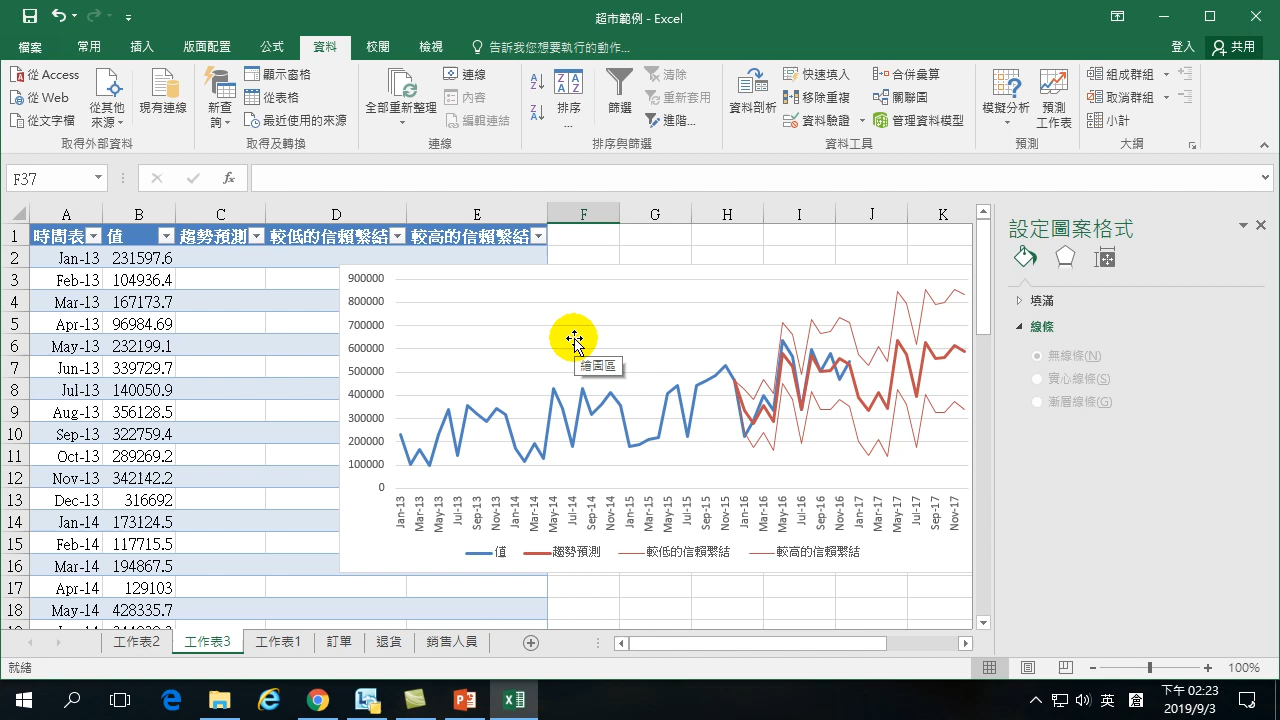 超市範例 - Excel
檔案 常用 插入 版面配置 公式 資料 校閱 檢視 告訴我您想要執行的動作... 登入 共用
從 Access
從 Web
從文字檔
從其他
來源
現有連線
新查
詢
顯示窗格
從表格
最近使用的來源
全部重新整理
連線
內容
編輯連結
排序
...
篩選
清除
重新套用
進階...
資料剖析
快速填入
移除重複
資料驗證
合併彙算
關聯圖
管理資料模型
模擬分析
預測
工作表
組成群組
取消群組
小計
取得外部資料 取得及轉換 連線 排序與篩選 資料工具 預測 大綱
F37 fx
A B C D E F G H I J K
1 時間表 值 趨勢預測 較低的信賴繫結 較高的信賴繫結
2 Jan-13 231597.6
3 Feb-13 104936.4
4 Mar-13 167173.7
5 Apr-13 96984.69
6 May-13 232199.1
7 Jun-13 339729.7
8 Jul-13 140050.9
9 Aug-13 356128.5
10 Sep-13 322759.4
11 Oct-13 289269.2
12 Nov-13 342142.2
13 Dec-13 316692
14 Jan-14 173124.5
15 Feb-14 117715.5
16 Mar-14 194867.5
17 Apr-14 129103
18 May-14 428335.7
900000
800000
700000
600000
500000
400000
300000
200000
100000
0
繪圖區
Jan-13 Mar-13 May-13 Jul-13 Sep-13 Nov-13 Jan-14 Mar-14 May-14 Jul-14 Sep-14 Nov-14 Jan-15 Mar-15 May-15 Jul-15 Sep-15 Nov-15 Jan-16 Mar-16 May-16 Jul-16 Sep-16 Nov-16 Jan-17 Mar-17 May-17 Jul-17 Sep-17 Nov-17
值 趨勢預測 較低的信賴繫結 較高的信賴繫結
設定圖案格式
填滿
線條
無線條(N)
實心線條(S)
漸層線條(G)
工作表2 工作表3 工作表1 訂單 退貨 銷售人員
就緒 100%
英
下午 02:23
2019/9/3